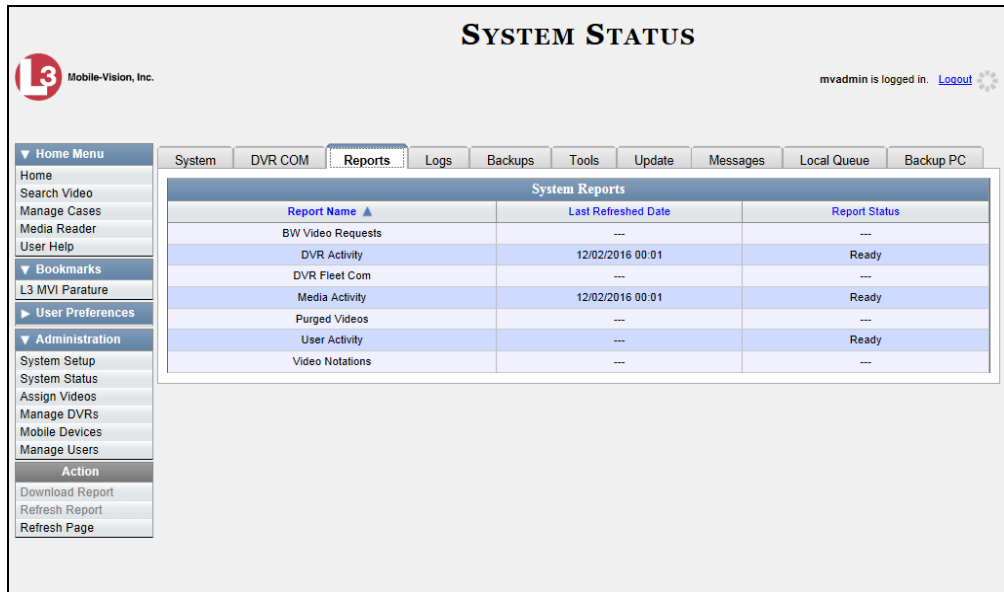 SYSTEM STATUS
L3 Mobile-Vision, Inc.
mvadmin is logged in. Logout
▼ Home Menu
Home
Search Video
Manage Cases
Media Reader
User Help
▼ Bookmarks
L3 MVI Parature
▶ User Preferences
▼ Administration
System Setup
System Status
Assign Videos
Manage DVRs
Mobile Devices
Manage Users
Action
Download Report
Refresh Report
Refresh Page
System DVR COM Reports Logs Backups Tools Update Messages Local Queue Backup PC
System Reports
Report Name ▲ Last Refreshed Date Report Status
BW Video Requests --- ---
DVR Activity 12/02/2016 00:01 Ready
DVR Fleet Com --- ---
Media Activity 12/02/2016 00:01 Ready
Purged Videos --- ---
User Activity --- Ready
Video Notations --- ---